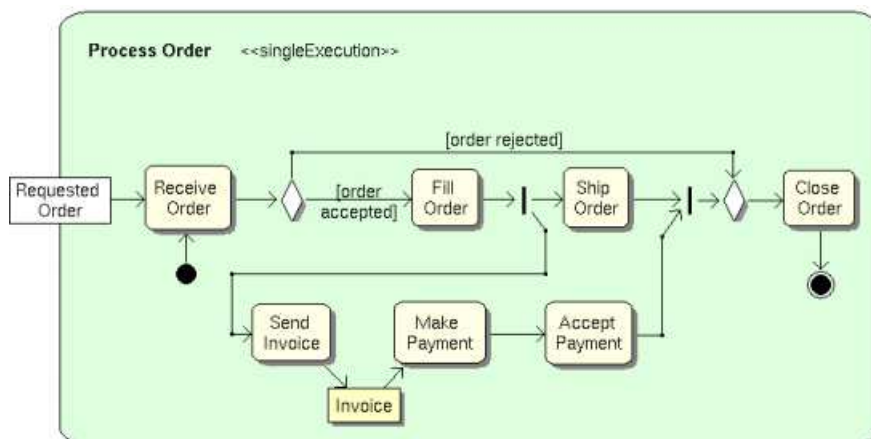 Process Order <<singleExecution>>
[order rejected]
Requested
Order
Receive
Order
[order
accepted]
Fill
Order
Ship
Order
Close
Order
Send
Invoice
Make
Payment
Accept
Payment
Invoice